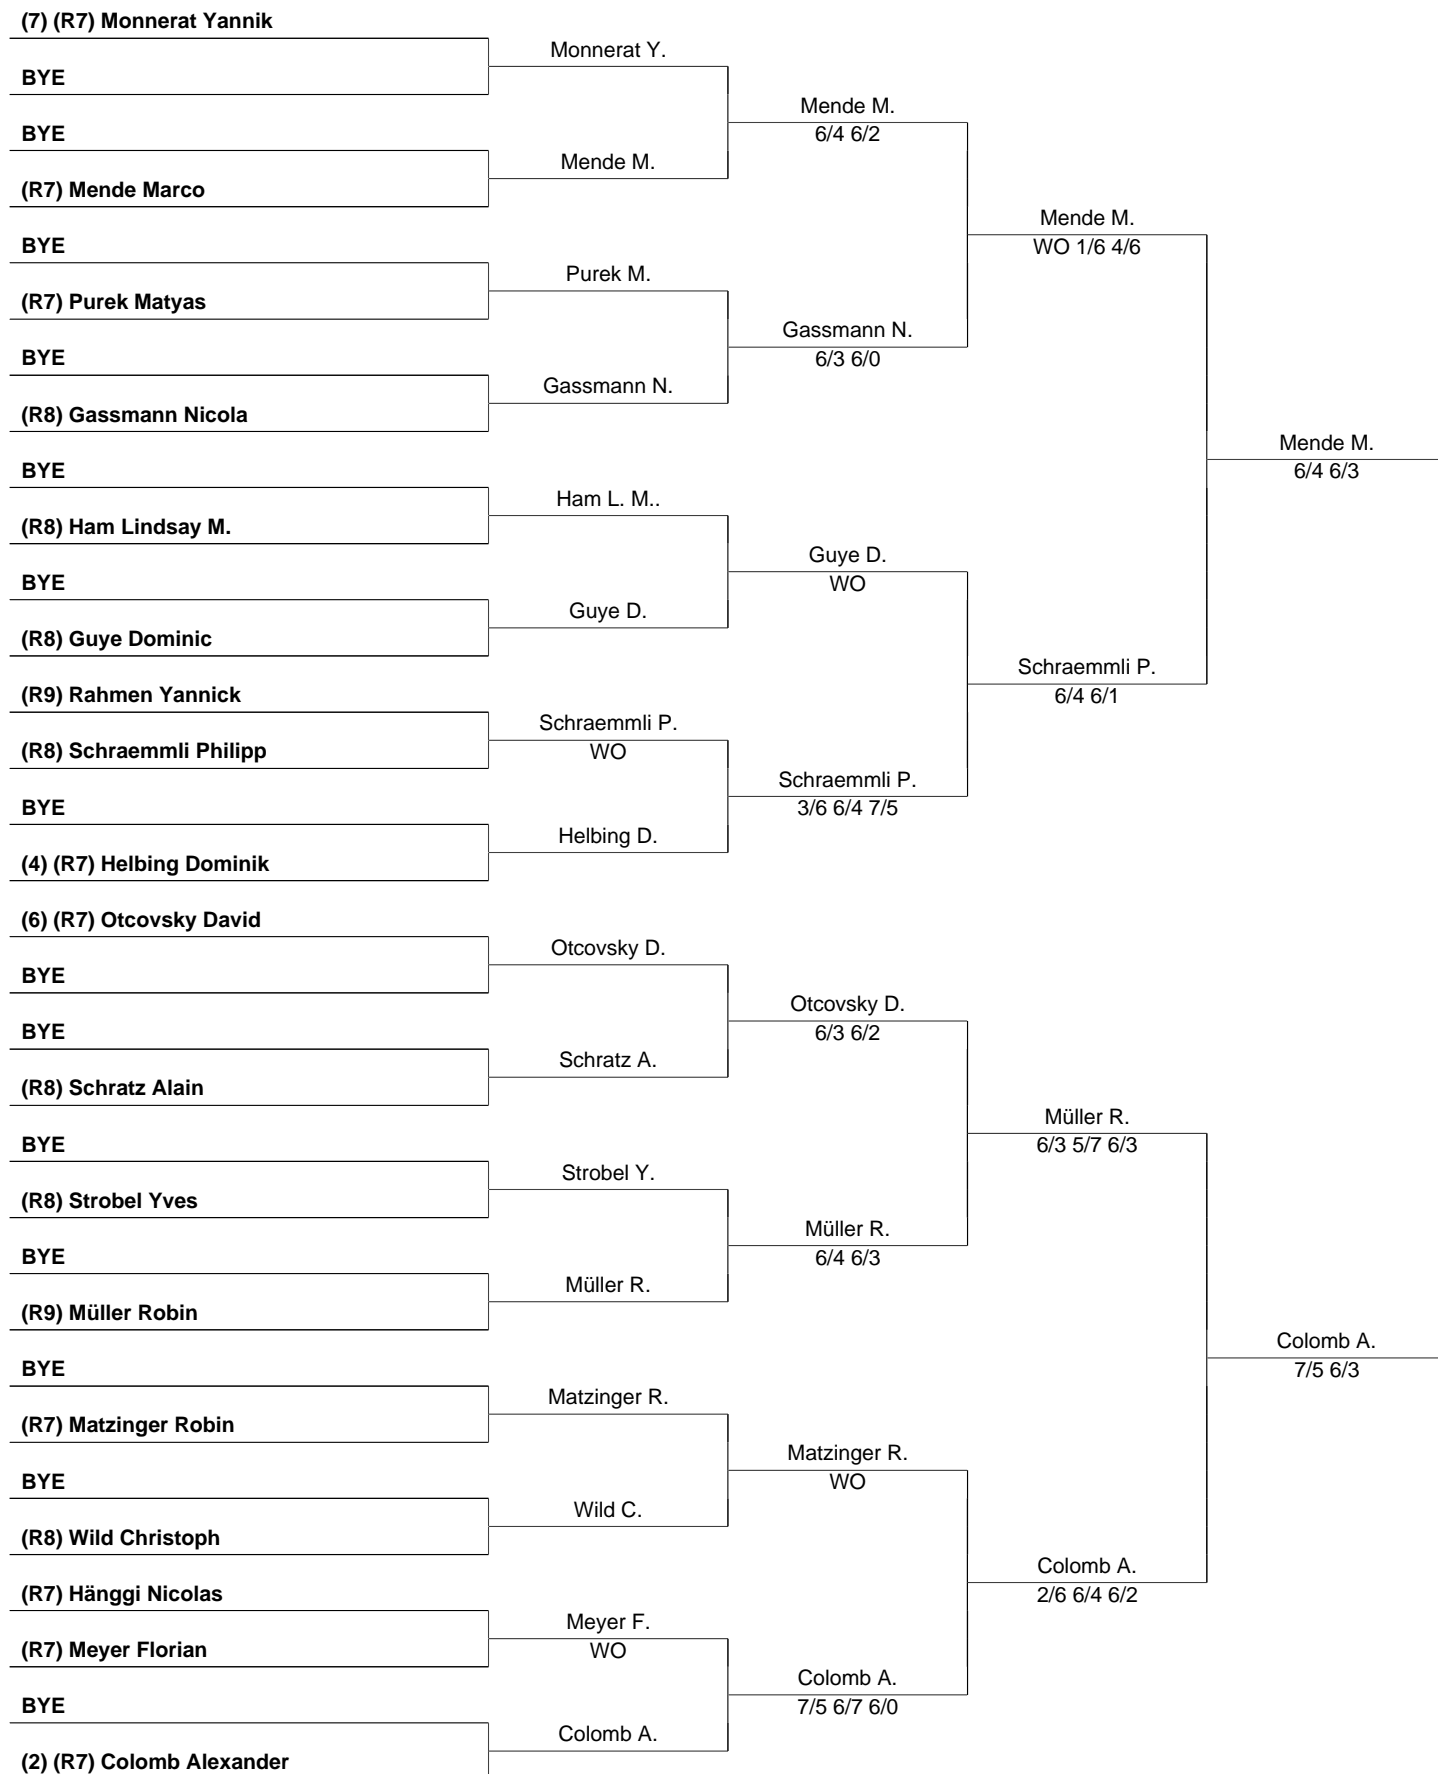 (7) (R7) Monnerat Yannik
Monnerat Y.
BYE
Mende M.
6/4 6/2
BYE
Mende M.
(R7) Mende Marco
Mende M.
WO 1/6 4/6
BYE
Purek M.
(R7) Purek Matyas
Gassmann N.
6/3 6/0
BYE
Gassmann N.
(R8) Gassmann Nicola
Mende M.
6/4 6/3
BYE
Ham L. M..
(R8) Ham Lindsay M.
Guye D.
WO
BYE
Guye D.
(R8) Guye Dominic
Schraemmli P.
6/4 6/1
(R9) Rahmen Yannick
Schraemmli P.
WO
(R8) Schraemmli Philipp
Schraemmli P.
3/6 6/4 7/5
BYE
Helbing D.
(4) (R7) Helbing Dominik
(6) (R7) Otcovsky David
Otcovsky D.
BYE
Otcovsky D.
6/3 6/2
BYE
Schratz A.
(R8) Schratz Alain
Müller R.
6/3 5/7 6/3
BYE
Strobel Y.
(R8) Strobel Yves
Müller R.
6/4 6/3
BYE
Müller R.
(R9) Müller Robin
Colomb A.
7/5 6/3
BYE
Matzinger R.
(R7) Matzinger Robin
Matzinger R.
WO
BYE
Wild C.
(R8) Wild Christoph
Colomb A.
2/6 6/4 6/2
(R7) Hänggi Nicolas
Meyer F.
WO
(R7) Meyer Florian
Colomb A.
7/5 6/7 6/0
BYE
Colomb A.
(2) (R7) Colomb Alexander